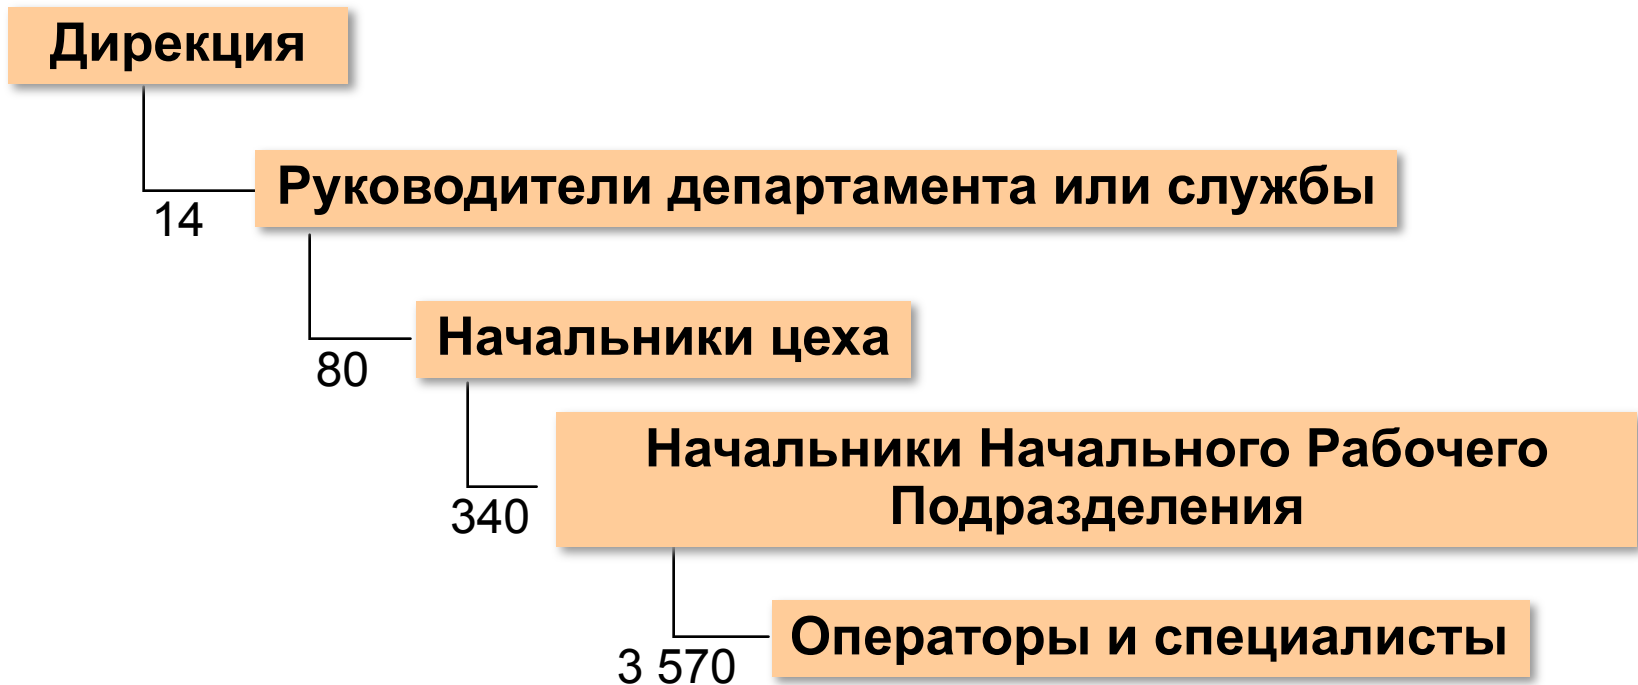 Дирекция
14
Руководители департамента или службы
80
Начальники цеха
340
Начальники Начального Рабочего
Подразделения
3 570
Операторы и специалисты